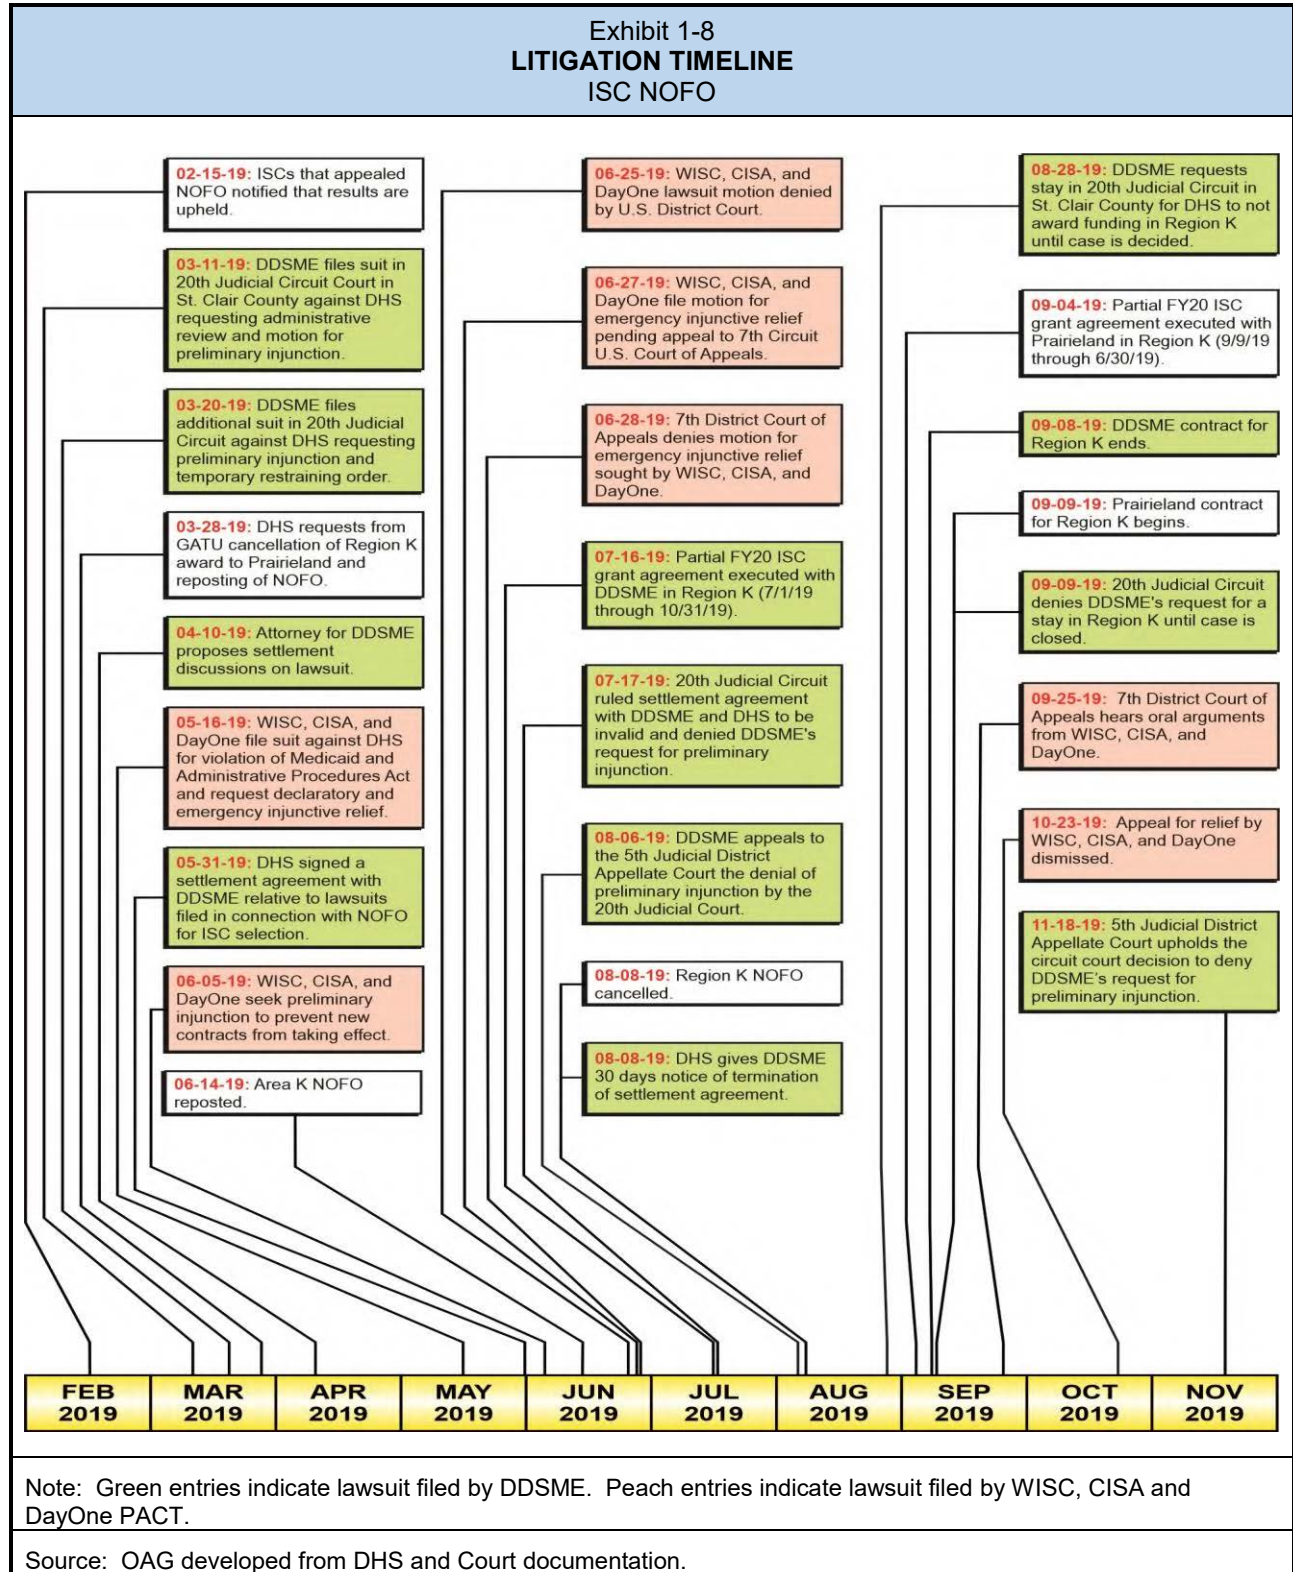 Exhibit 1-8
LITIGATION TIMELINE
ISC NOFO
02-15-19: ISCs that appealed
NOFO notified that results are
upheld.
03-11-19: DDSME files suit in
20th Judicial Circuit Court in
St. Clair County against DHS
requesting administrative
review and motion for
preliminary injunction.
03-20-19: DDSME files
additional suit in 20th Judicial
Circuit against DHS requesting
preliminary injunction and
temporary restraining order.
03-28-19: DHS requests from
GATU cancellation of Region K
award to Prairieland and
reposting of NOFO.
04-10-19: Attorney for DDSME
proposes settlement
discussions on lawsuit.
05-16-19: WISC, CISA, and
DayOne file suit against DHS
for violation of Medicaid and
Administrative Procedures Act
and request declaratory and
emergency injunctive relief.
05-31-19: DHS signed a
settlement agreement with
DDSME relative to lawsuits
filed in connection with NOFO
for ISC selection.
06-05-19: WISC, CISA, and
DayOne seek preliminary
injunction to prevent new
contracts from taking effect.
06-14-19: Area K NOFO
reposted.
06-25-19: WISC, CISA, and
DayOne lawsuit motion denied
by U.S. District Court.
06-27-19: WISC, CISA, and
DayOne file motion for
emergency injunctive relief
pending appeal to 7th Circuit
U.S. Court of Appeals.
06-28-19: 7th District Court of
Appeals denies motion for
emergency injunctive relief
sought by WISC, CISA, and
DayOne.
07-16-19: Partial FY20 ISC
grant agreement executed with
DDSME in Region K (7/1/19
through 10/31/19).
07-17-19: 20th Judicial Circuit
ruled settlement agreement
with DDSME and DHS to be
invalid and denied DDSME's
request for preliminary
injunction.
08-06-19: DDSME appeals to
the 5th Judicial District
Appellate Court the denial of
preliminary injunction by the
20th Judicial Court.
08-08-19: Region K NOFO
cancelled.
08-08-19: DHS gives DDSME
30 days notice of termination
of settlement agreement.
08-28-19: DDSME requests
stay in 20th Judicial Circuit in
St. Clair County for DHS to not
award funding in Region K
until case is decided.
09-04-19: Partial FY20 ISC
grant agreement executed with
Prairieland in Region K (9/9/19
through 6/30/19).
09-08-19: DDSME contract for
Region K ends.
09-09-19: Prairieland contract
for Region K begins.
09-09-19: 20th Judicial Circuit
denies DDSME's request for a
stay in Region K until case is
closed.
09-25-19: 7th District Court of
Appeals hears oral arguments
from WISC, CISA, and
DayOne.
10-23-19: Appeal for relief by
WISC, CISA, and DayOne
dismissed.
11-18-19: 5th Judicial District
Appellate Court upholds the
circuit court decision to deny
DDSME's request for
preliminary injunction.
FEB MAR APR MAY JUN JUL AUG SEP OCT NOV
2019 2019 2019 2019 2019 2019 2019 2019 2019 2019
Note: Green entries indicate lawsuit filed by DDSME. Peach entries indicate lawsuit filed by WISC, CISA and
DayOne PACT.
Source: OAG developed from DHS and Court documentation.